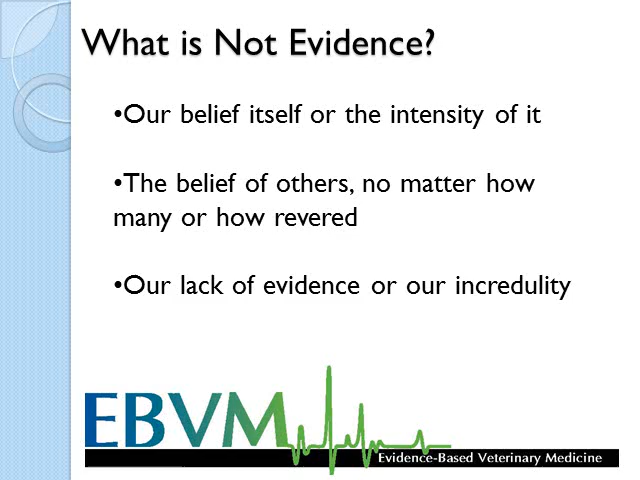 What is Not Evidence?
•Our belief itself or the intensity of it
•The belief of others, no matter how
many or how revered
•Our lack of evidence or our incredulity
EBVM
Evidence-Based Veterinary Medicine